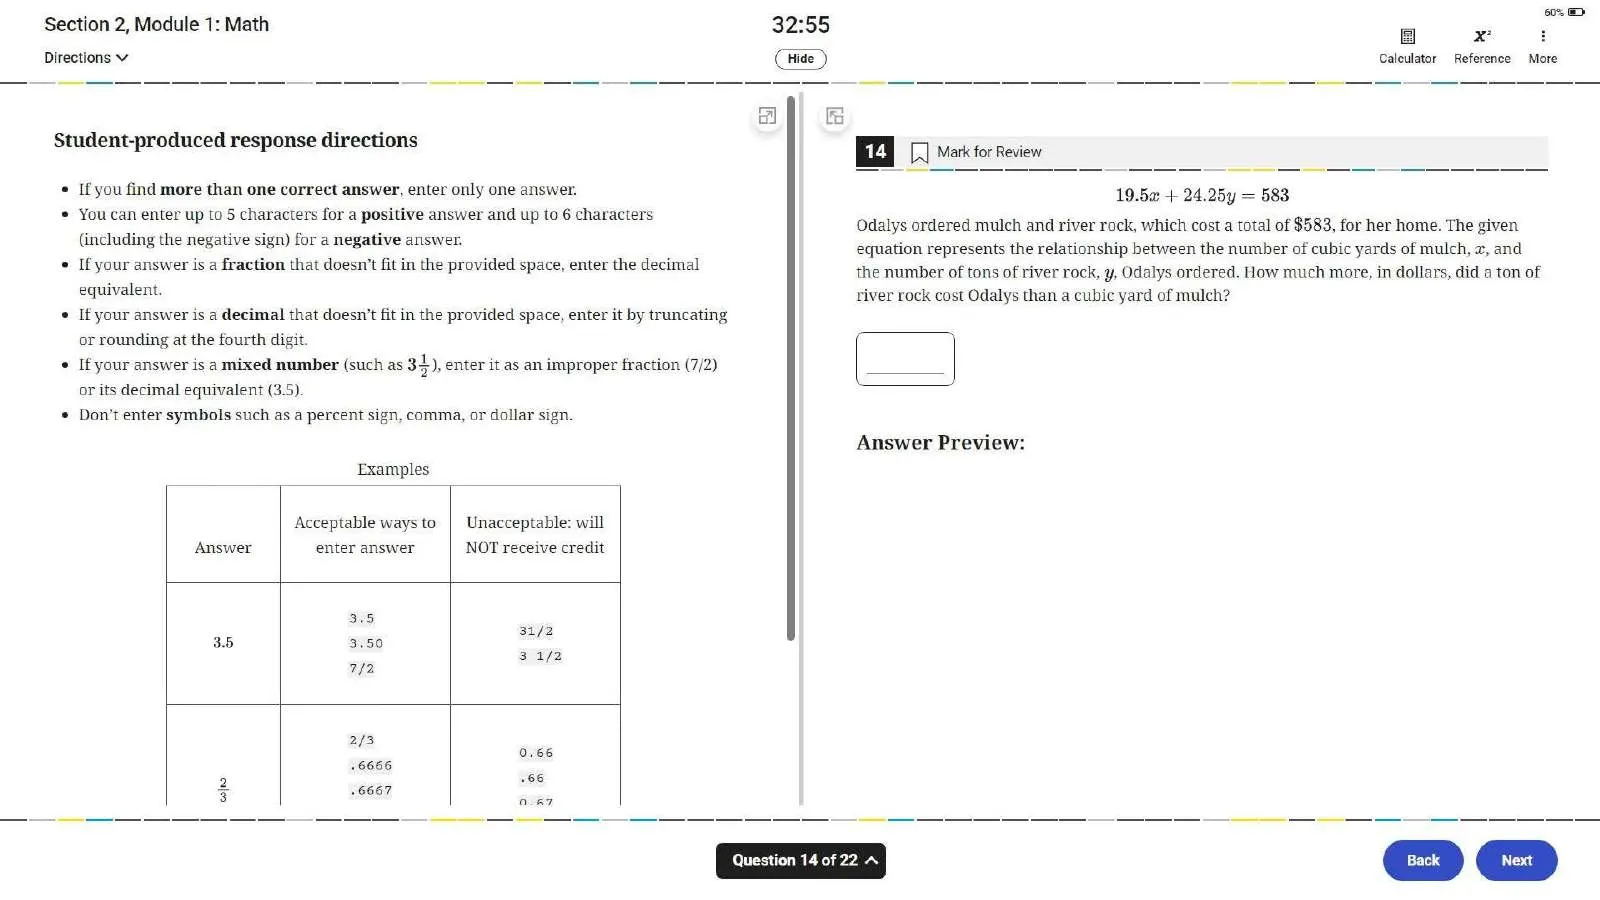 Section 2, Module 1: Math
Directions
32:55
Hide
60%
Calculator
Reference
More
Student-produced response directions
• If you find more than one correct answer, enter only one answer.
• You can enter up to 5 characters for a positive answer and up to 6 characters
(including the negative sign) for a negative answer.
• If your answer is a fraction that doesn't fit in the provided space, enter the decimal
equivalent.
• If your answer is a decimal that doesn't fit in the provided space, enter it by truncating
or rounding at the fourth digit.
• If your answer is a mixed number (such as 3 1/2), enter it as an improper fraction (7/2)
or its decimal equivalent (3.5).
• Don't enter symbols such as a percent sign, comma, or dollar sign.
Examples
Answer
Acceptable ways to
enter answer
Unacceptable: will
NOT receive credit
3.5
3.5
3.50
7/2
31/2
3 1/2
2/3
2/3
.6666
.6667
0.66
.66
0.67
14
Mark for Review
19.5x + 24.25y = 583
Odalys ordered mulch and river rock, which cost a total of $583, for her home. The given
equation represents the relationship between the number of cubic yards of mulch, x, and
the number of tons of river rock, y, Odalys ordered. How much more, in dollars, did a ton of
river rock cost Odalys than a cubic yard of mulch?
Answer Preview:
Question 14 of 22
Back
Next